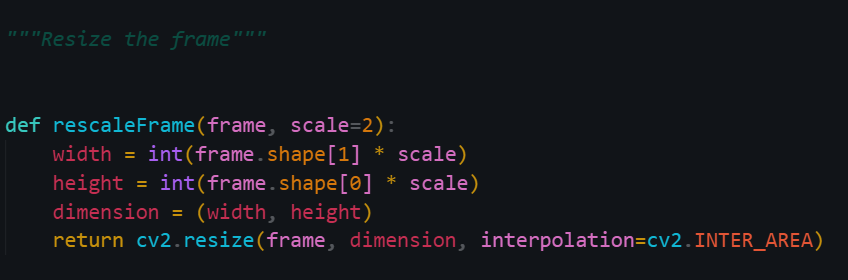 """Resize the frame"""
def rescaleFrame(frame, scale=2):
    width = int(frame.shape[1] * scale)
    height = int(frame.shape[0] * scale)
    dimension = (width, height)
    return cv2.resize(frame, dimension, interpolation=cv2.INTER_AREA)